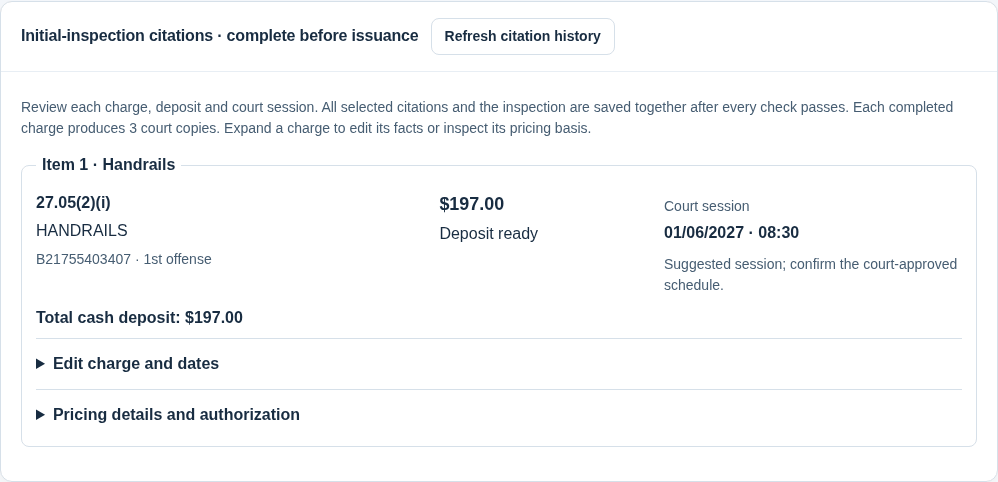 Initial-inspection citations · complete before issuance
Refresh citation history
Review each charge, deposit and court session. All selected citations and the inspection are saved together after every check passes. Each completed
charge produces 3 court copies. Expand a charge to edit its facts or inspect its pricing basis.
Item 1 · Handrails
27.05(2)(i)
HANDRAILS
B21755403407 · 1st offense
$197.00
Deposit ready
Court session
01/06/2027 · 08:30
Suggested session; confirm the court-approved
schedule.
Total cash deposit: $197.00
Edit charge and dates
Pricing details and authorization